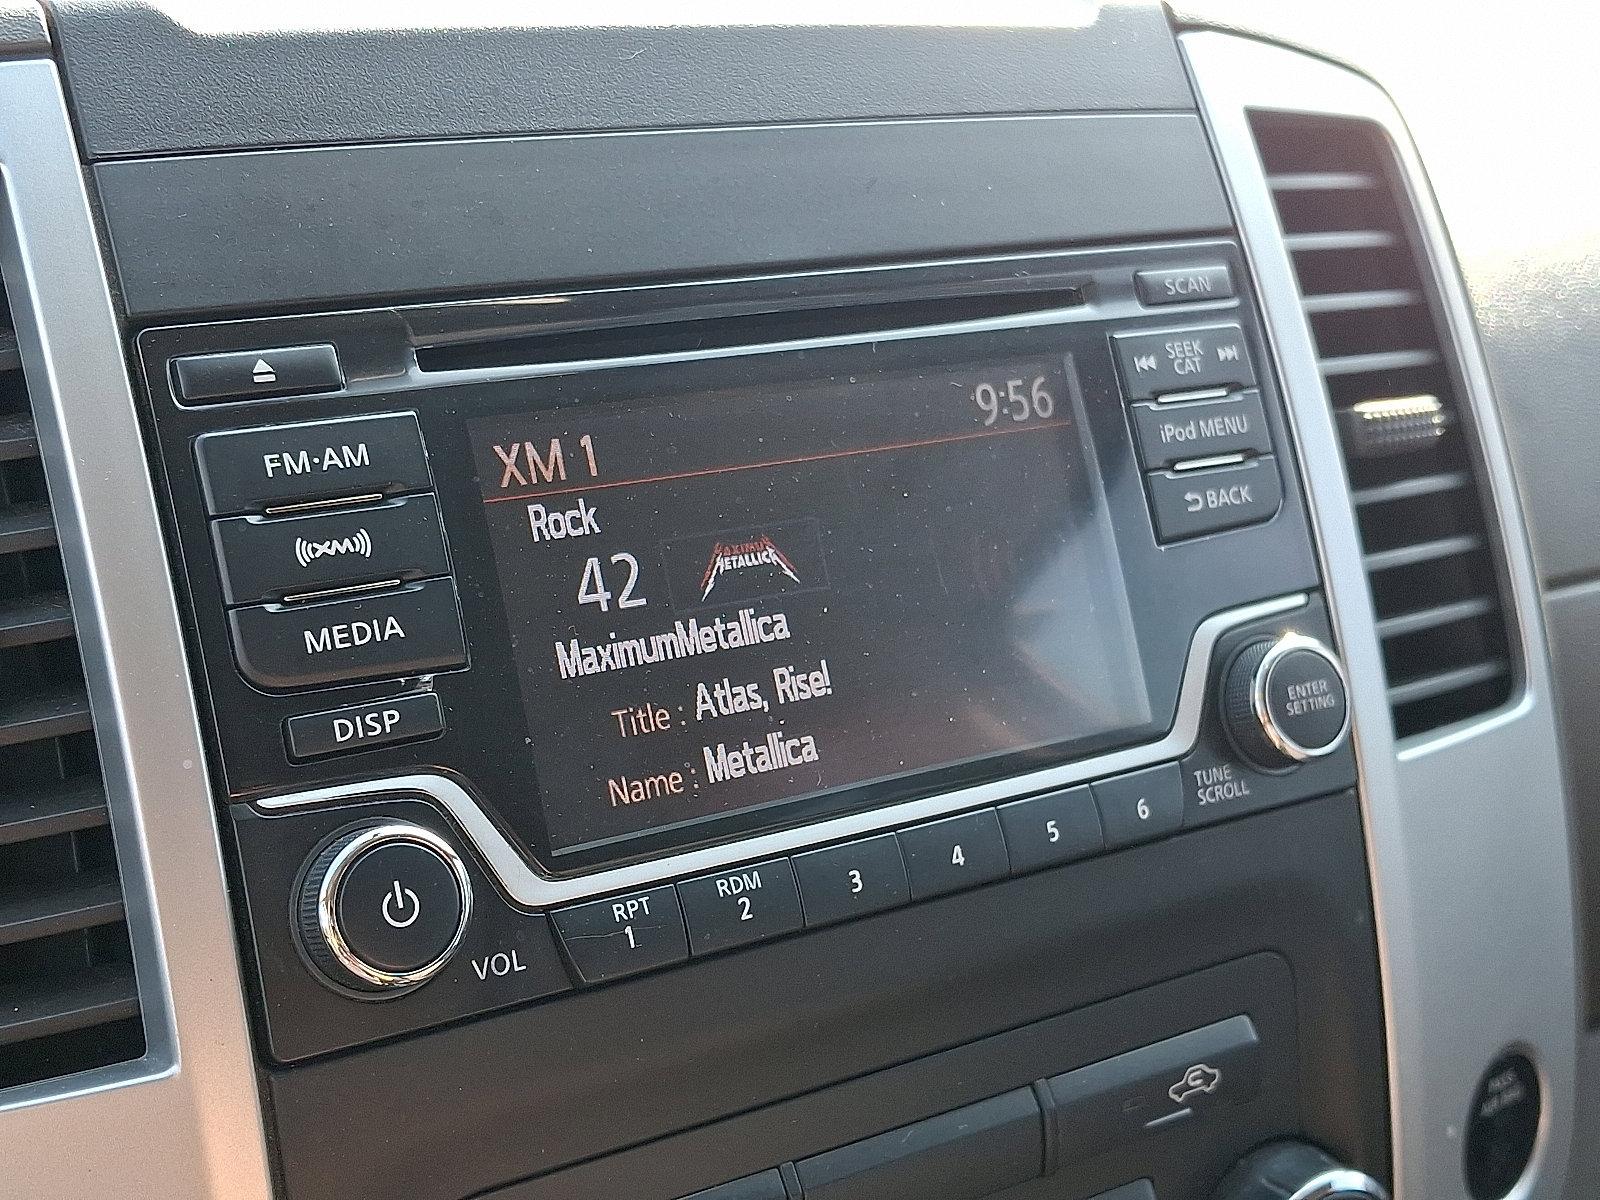 SCAN
SEEK
CAT
iPod MENU
BACK
FM·AM
((XM))
MEDIA
DISP
9:56
XM 1
Rock
42
MAXIMUM
METALLICA
MaximumMetallica
Title : Atlas, Rise!
Name : Metallica
ENTER
SETTING
TUNE
SCROLL
VOL
RPT
1
RDM
2
3
4
5
6